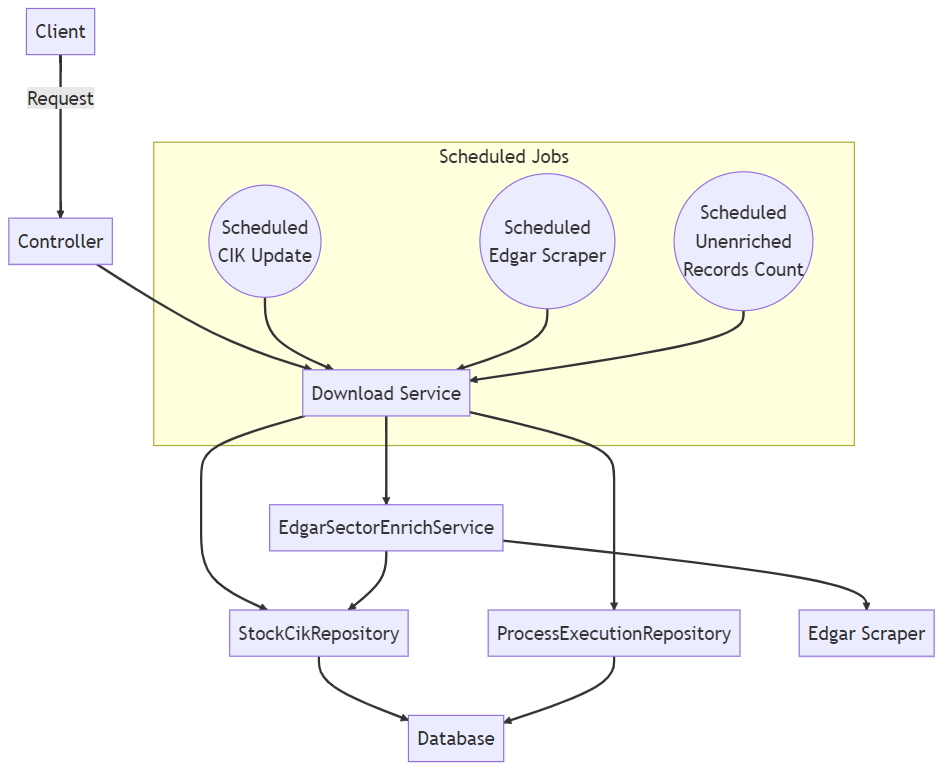 Client
Request
Scheduled Jobs
Scheduled
CIK Update
Scheduled
Edgar Scraper
Scheduled
Unenriched
Records Count
Controller
Download Service
EdgarSectorEnrichService
StockCikRepository
ProcessExecutionRepository
Edgar Scraper
Database